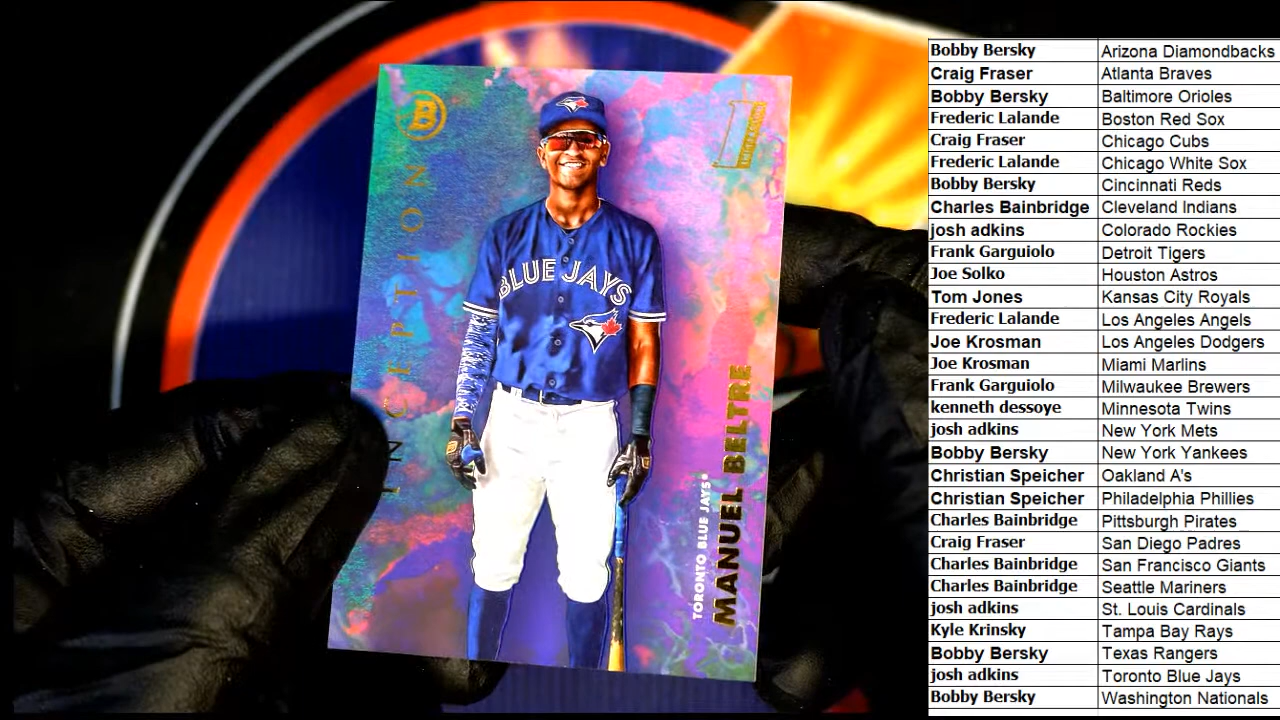 B
INCEPTION
BLUE JAYS
TORONTO BLUE JAYS®
MANUEL BELTRE
Bobby Bersky Arizona Diamondbacks
Craig Fraser Atlanta Braves
Bobby Bersky Baltimore Orioles
Frederic Lalande Boston Red Sox
Craig Fraser Chicago Cubs
Frederic Lalande Chicago White Sox
Bobby Bersky Cincinnati Reds
Charles Bainbridge Cleveland Indians
josh adkins Colorado Rockies
Frank Garguiolo Detroit Tigers
Joe Solko Houston Astros
Tom Jones Kansas City Royals
Frederic Lalande Los Angeles Angels
Joe Krosman Los Angeles Dodgers
Joe Krosman Miami Marlins
Frank Garguiolo Milwaukee Brewers
kenneth dessoye Minnesota Twins
josh adkins New York Mets
Bobby Bersky New York Yankees
Christian Speicher Oakland A's
Christian Speicher Philadelphia Phillies
Charles Bainbridge Pittsburgh Pirates
Craig Fraser San Diego Padres
Charles Bainbridge San Francisco Giants
Charles Bainbridge Seattle Mariners
josh adkins St. Louis Cardinals
Kyle Krinsky Tampa Bay Rays
Bobby Bersky Texas Rangers
josh adkins Toronto Blue Jays
Bobby Bersky Washington Nationals